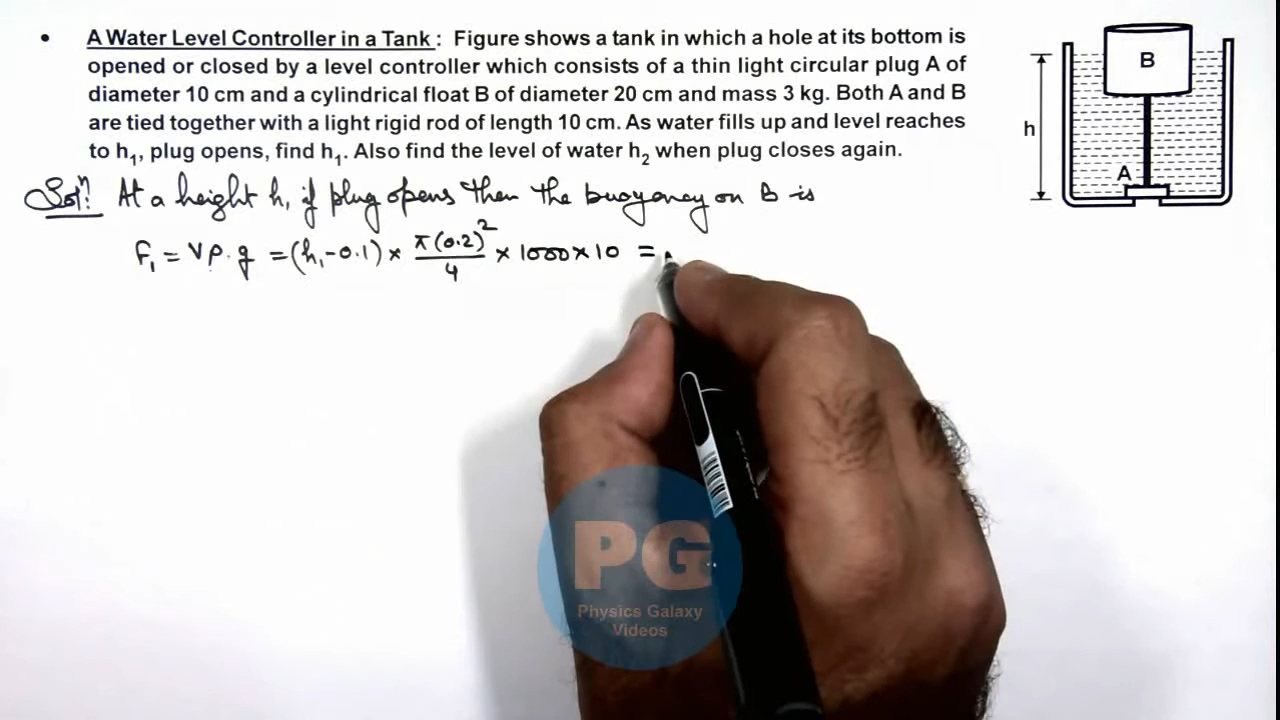 • A Water Level Controller in a Tank : Figure shows a tank in which a hole at its bottom is
opened or closed by a level controller which consists of a thin light circular plug A of
diameter 10 cm and a cylindrical float B of diameter 20 cm and mass 3 kg. Both A and B
are tied together with a light rigid rod of length 10 cm. As water fills up and level reaches
to h₁, plug opens, find h₁. Also find the level of water h₂ when plug closes again.
B
h
A
Solⁿ: At a height h₁ if plug opens then the buoyancy on B is
F₁ = Vρ.g = (h₁-0.1) × π(0.2)²/4 × 1000×10 =
PG
Physics Galaxy
Videos